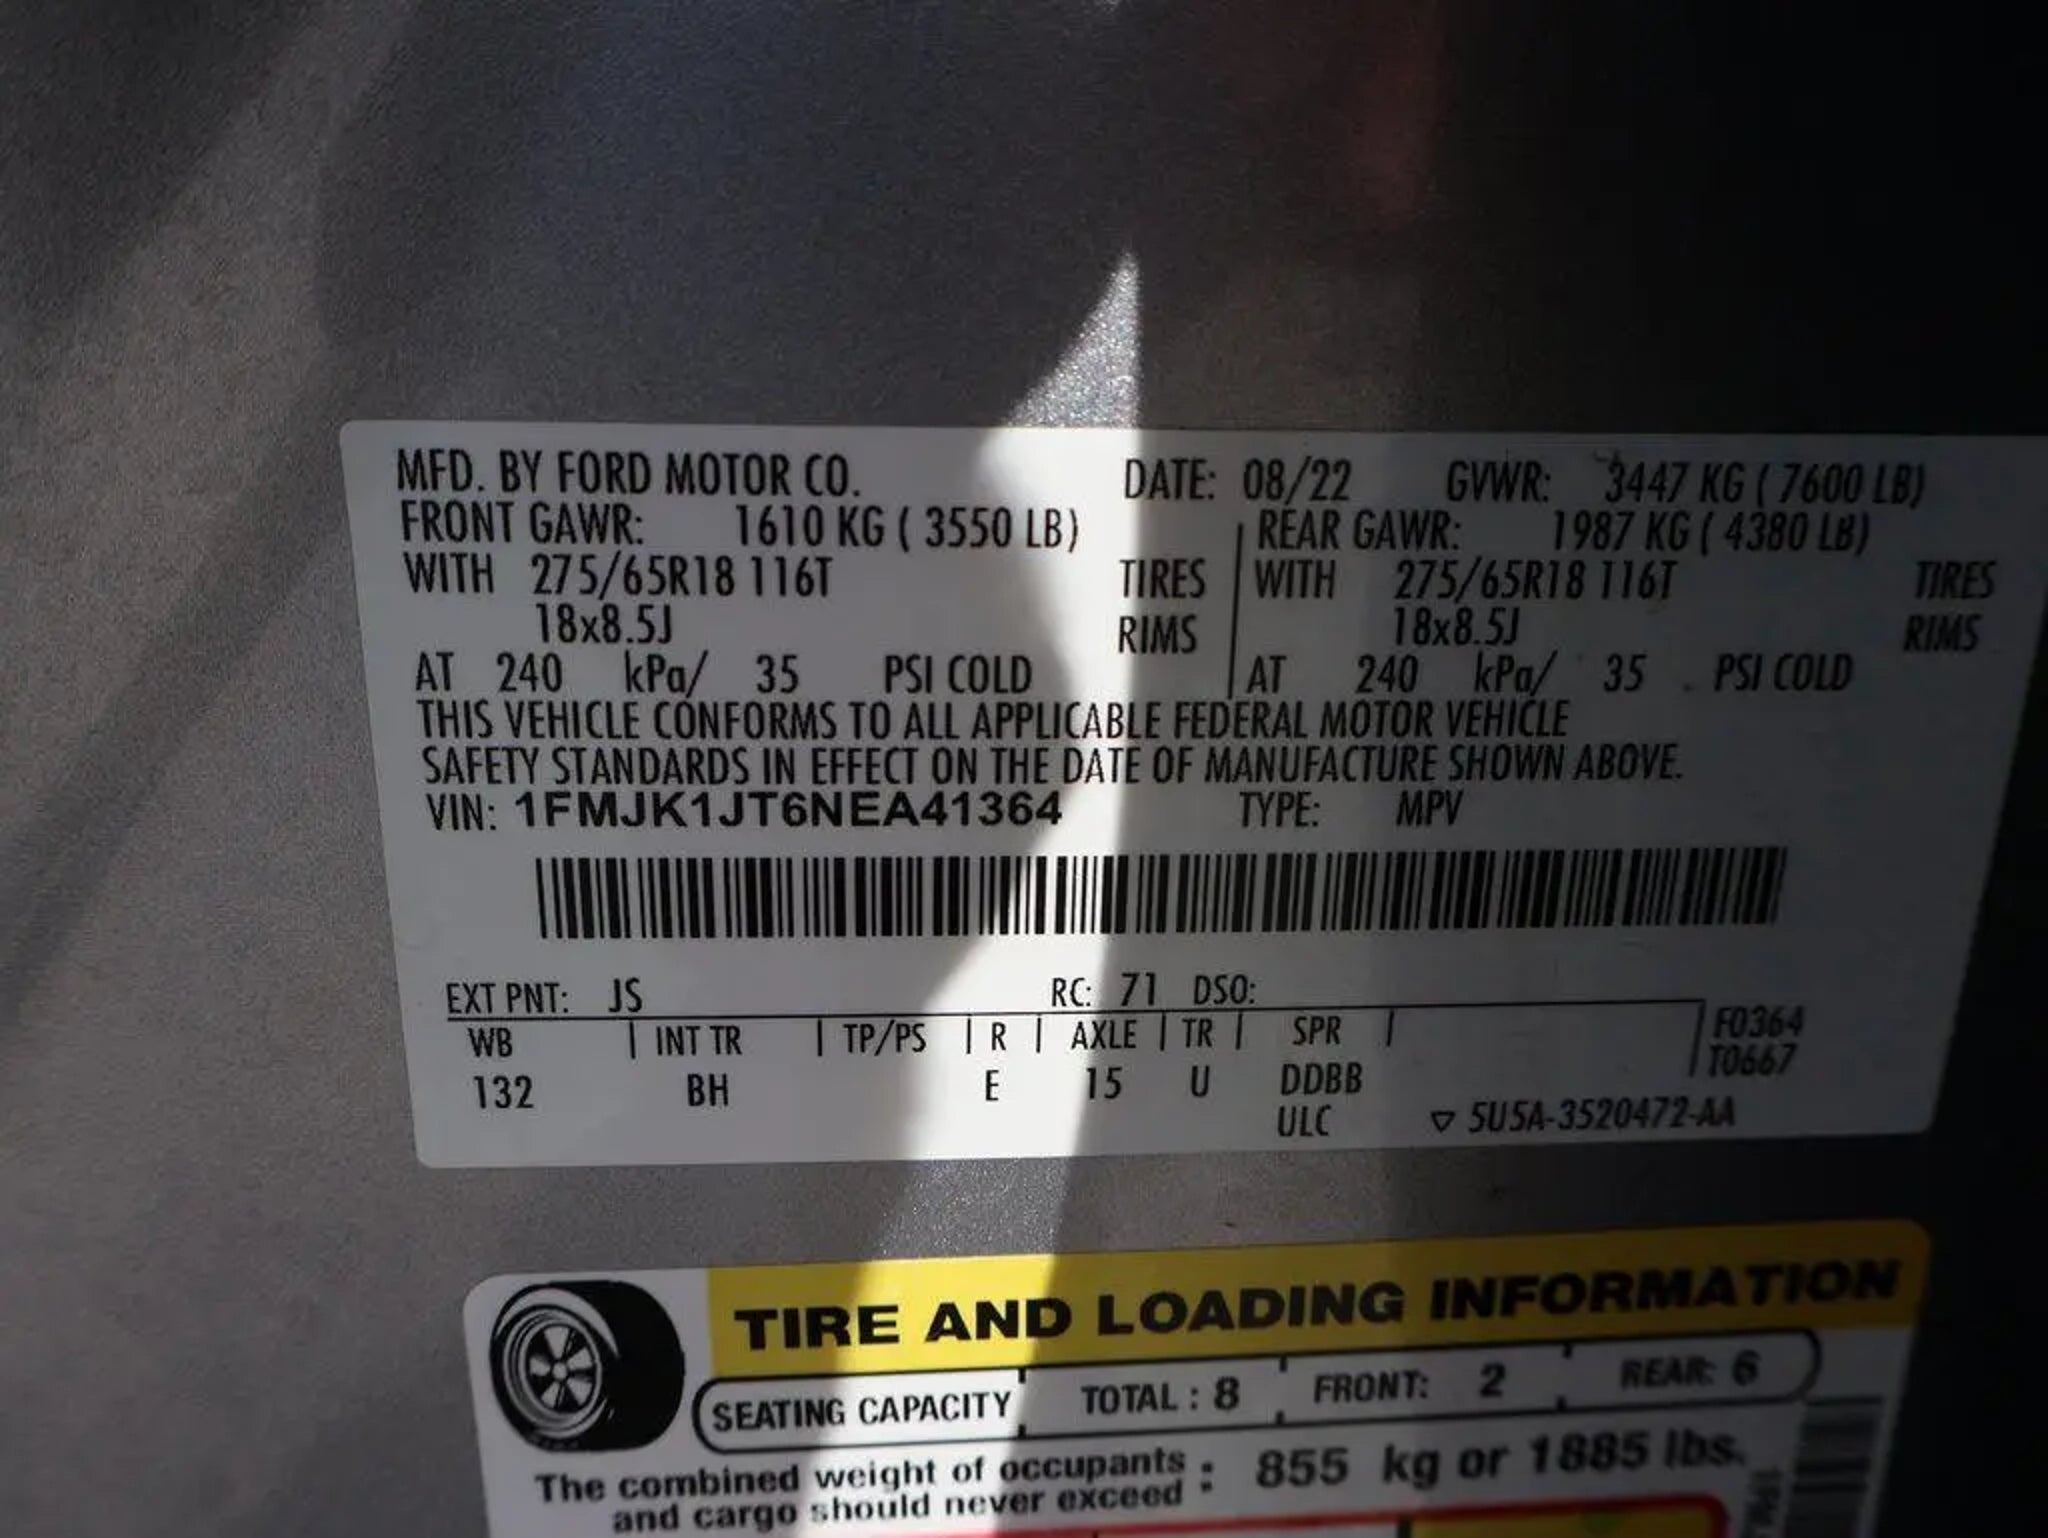 MFD. BY FORD MOTOR CO. DATE: 08/22 GVWR: 3447 KG ( 7600 LB)
FRONT GAWR: 1610 KG ( 3550 LB) REAR GAWR: 1987 KG ( 4380 LB)
WITH 275/65R18 116T TIRES WITH 275/65R18 116T TIRES
18x8.5J RIMS 18x8.5J RIMS
AT 240 kPa/ 35 PSI COLD AT 240 kPa/ 35 PSI COLD
THIS VEHICLE CONFORMS TO ALL APPLICABLE FEDERAL MOTOR VEHICLE
SAFETY STANDARDS IN EFFECT ON THE DATE OF MANUFACTURE SHOWN ABOVE.
VIN: 1FMJK1JT6NEA41364 TYPE: MPV
EXT PNT: JS RC: 71 DSO:
WB INT TR TP/PS R AXLE TR SPR F0364
T0667
132 BH E 15 U DDBB
ULC ▽ 5U5A-3520472-AA
TIRE AND LOADING INFORMATION
SEATING CAPACITY TOTAL : 8 FRONT: 2 REAR: 6
The combined weight of occupants : 855 kg or 1885 lbs.
and cargo should never exceed :